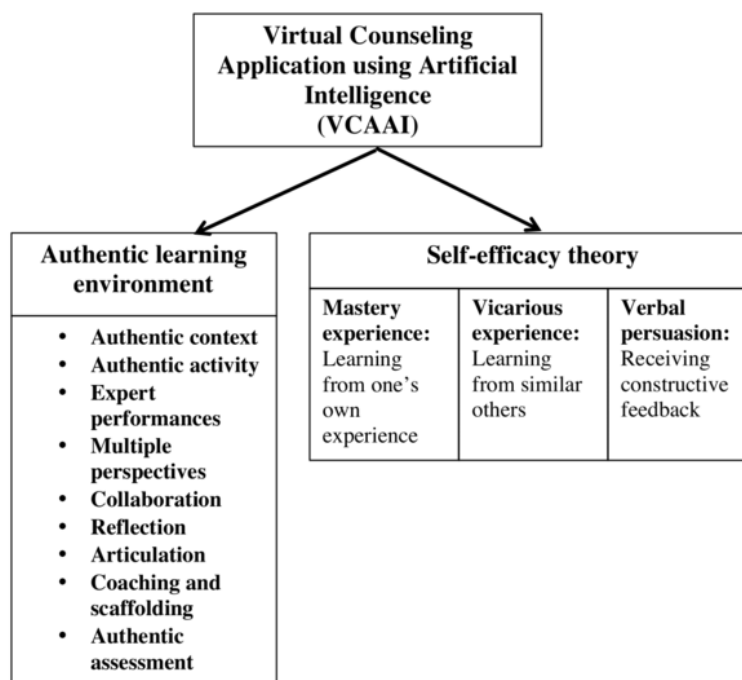 Virtual Counseling
Application using Artificial
Intelligence
(VCAAI)
Authentic learning
environment
• Authentic context
• Authentic activity
• Expert
performances
• Multiple
perspectives
• Collaboration
• Reflection
• Articulation
• Coaching and
scaffolding
• Authentic
assessment
Self-efficacy theory
Mastery
experience:
Learning
from one's
own
experience
Vicarious
experience:
Learning
from similar
others
Verbal
persuasion:
Receiving
constructive
feedback